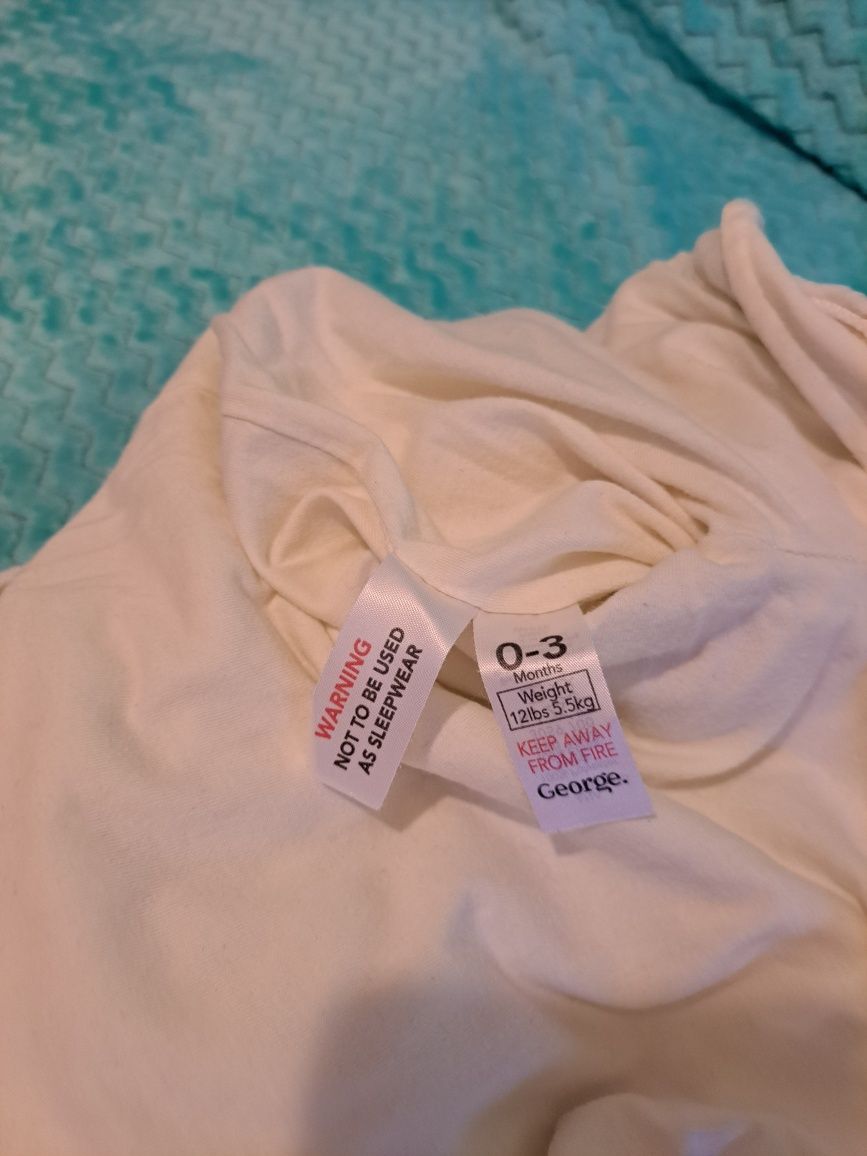 WARNING
NOT TO BE USED
AS SLEEPWEAR
0-3
Months
Weight
12lbs 5.5kg
KEEP AWAY
FROM FIRE
George.